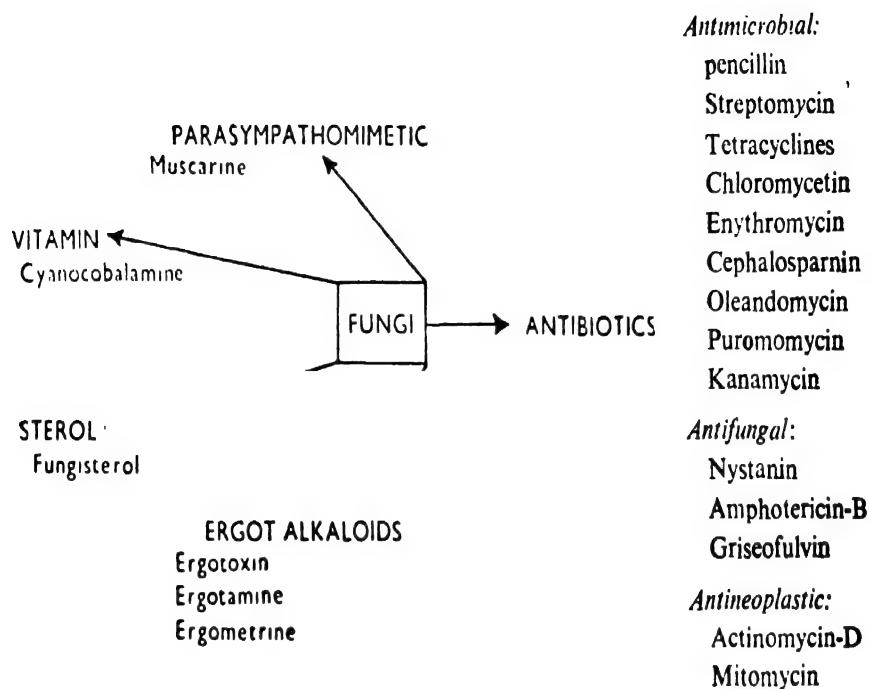 PARASYMPATHOMIMETIC
Muscarine
VITAMIN
Cyanocobalamine
FUNGI
ANTIBIOTICS
STEROL
Fungisterol
ERGOT ALKALOIDS
Ergotoxin
Ergotamine
Ergometrine
Antimicrobial:
pencillin
Streptomycin
Tetracyclines
Chloromycetin
Enythromycin
Cephalosparnin
Oleandomycin
Puromomycin
Kanamycin
Antifungal:
Nystanin
Amphotericin-B
Griseofulvin
Antineoplastic:
Actinomycin-D
Mitomycin